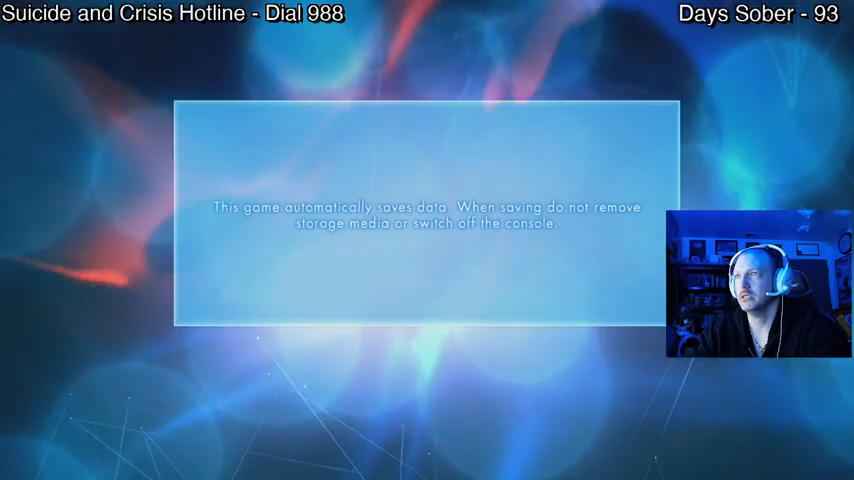 Suicide and Crisis Hotline - Dial 988
Days Sober - 93
This game automatically saves data. When saving do not remove
storage media or switch off the console.